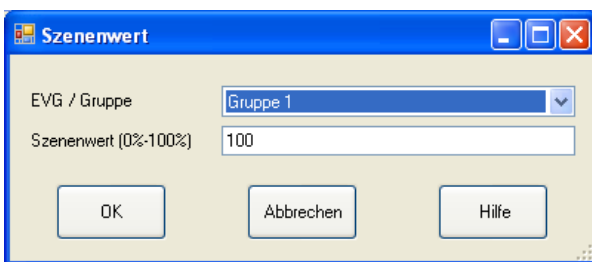 Szenenwert
EVG / Gruppe Gruppe 1
Szenenwert (0%-100%) 100
OK Abbrechen Hilfe